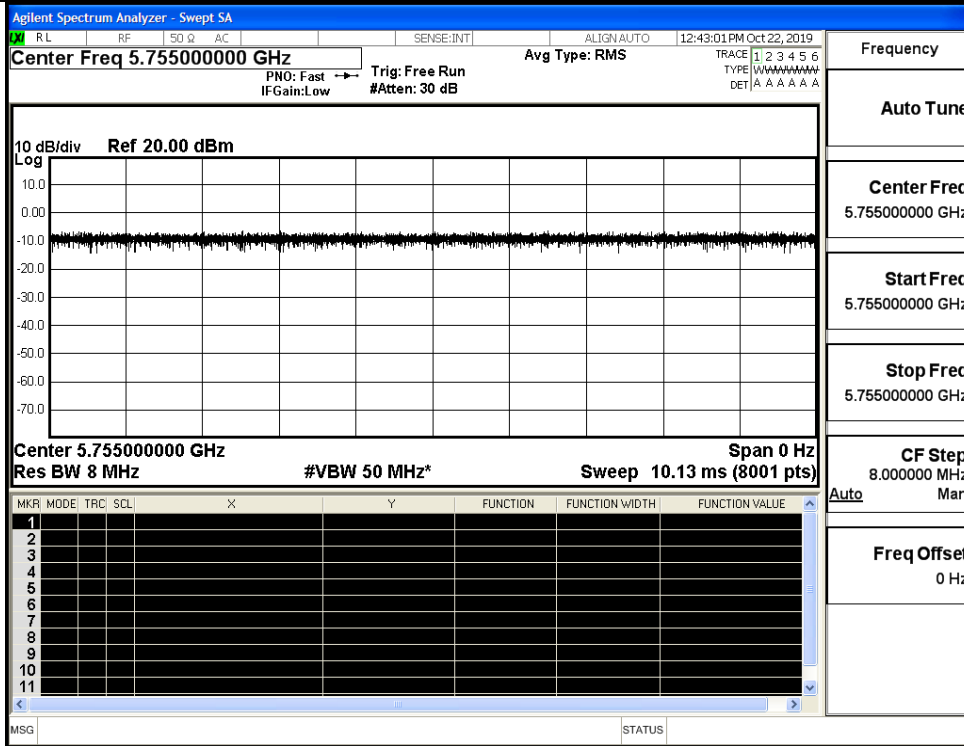 Agilent Spectrum Analyzer - Swept SA
LXI RL RF 50 Ω AC SENSE:INT ALIGNAUTO 12:43:01 PM Oct 22, 2019
Center Freq 5.755000000 GHz Avg Type: RMS TRACE 1 2 3 4 5 6
PNO: Fast Trig: Free Run TYPE WWWWWW
IFGain:Low #Atten: 30 dB DET A A A A A A
10 dB/div Ref 20.00 dBm
Log
10.0
0.00
-10.0
-20.0
-30.0
-40.0
-50.0
-60.0
-70.0
Center 5.755000000 GHz Span 0 Hz
Res BW 8 MHz #VBW 50 MHz* Sweep 10.13 ms (8001 pts)
MKR MODE TRC SCL X Y FUNCTION FUNCTION WIDTH FUNCTION VALUE
1
2
3
4
5
6
7
8
9
10
11
MSG STATUS
Frequency
Auto Tune
Center Freq
5.755000000 GHz
Start Freq
5.755000000 GHz
Stop Freq
5.755000000 GHz
CF Step
8.000000 MHz
Auto Man
Freq Offset
0 Hz